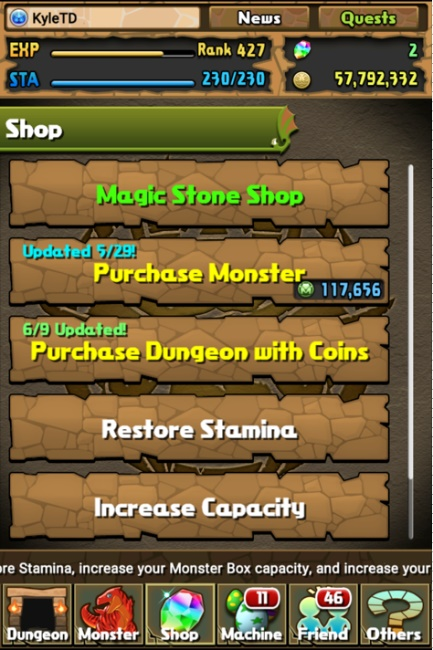 KyleTD
News
Quests
EXP
Rank 427
2
STA
230/230
57,792,332
Shop
Magic Stone Shop
Updated 5/29!
Purchase Monster
117,656
6/9 Updated!
Purchase Dungeon with Coins
Restore Stamina
Increase Capacity
ore Stamina, increase your Monster Box capacity, and increase your
Dungeon
Monster
Shop
11
Machine
46
Friend
?
Others